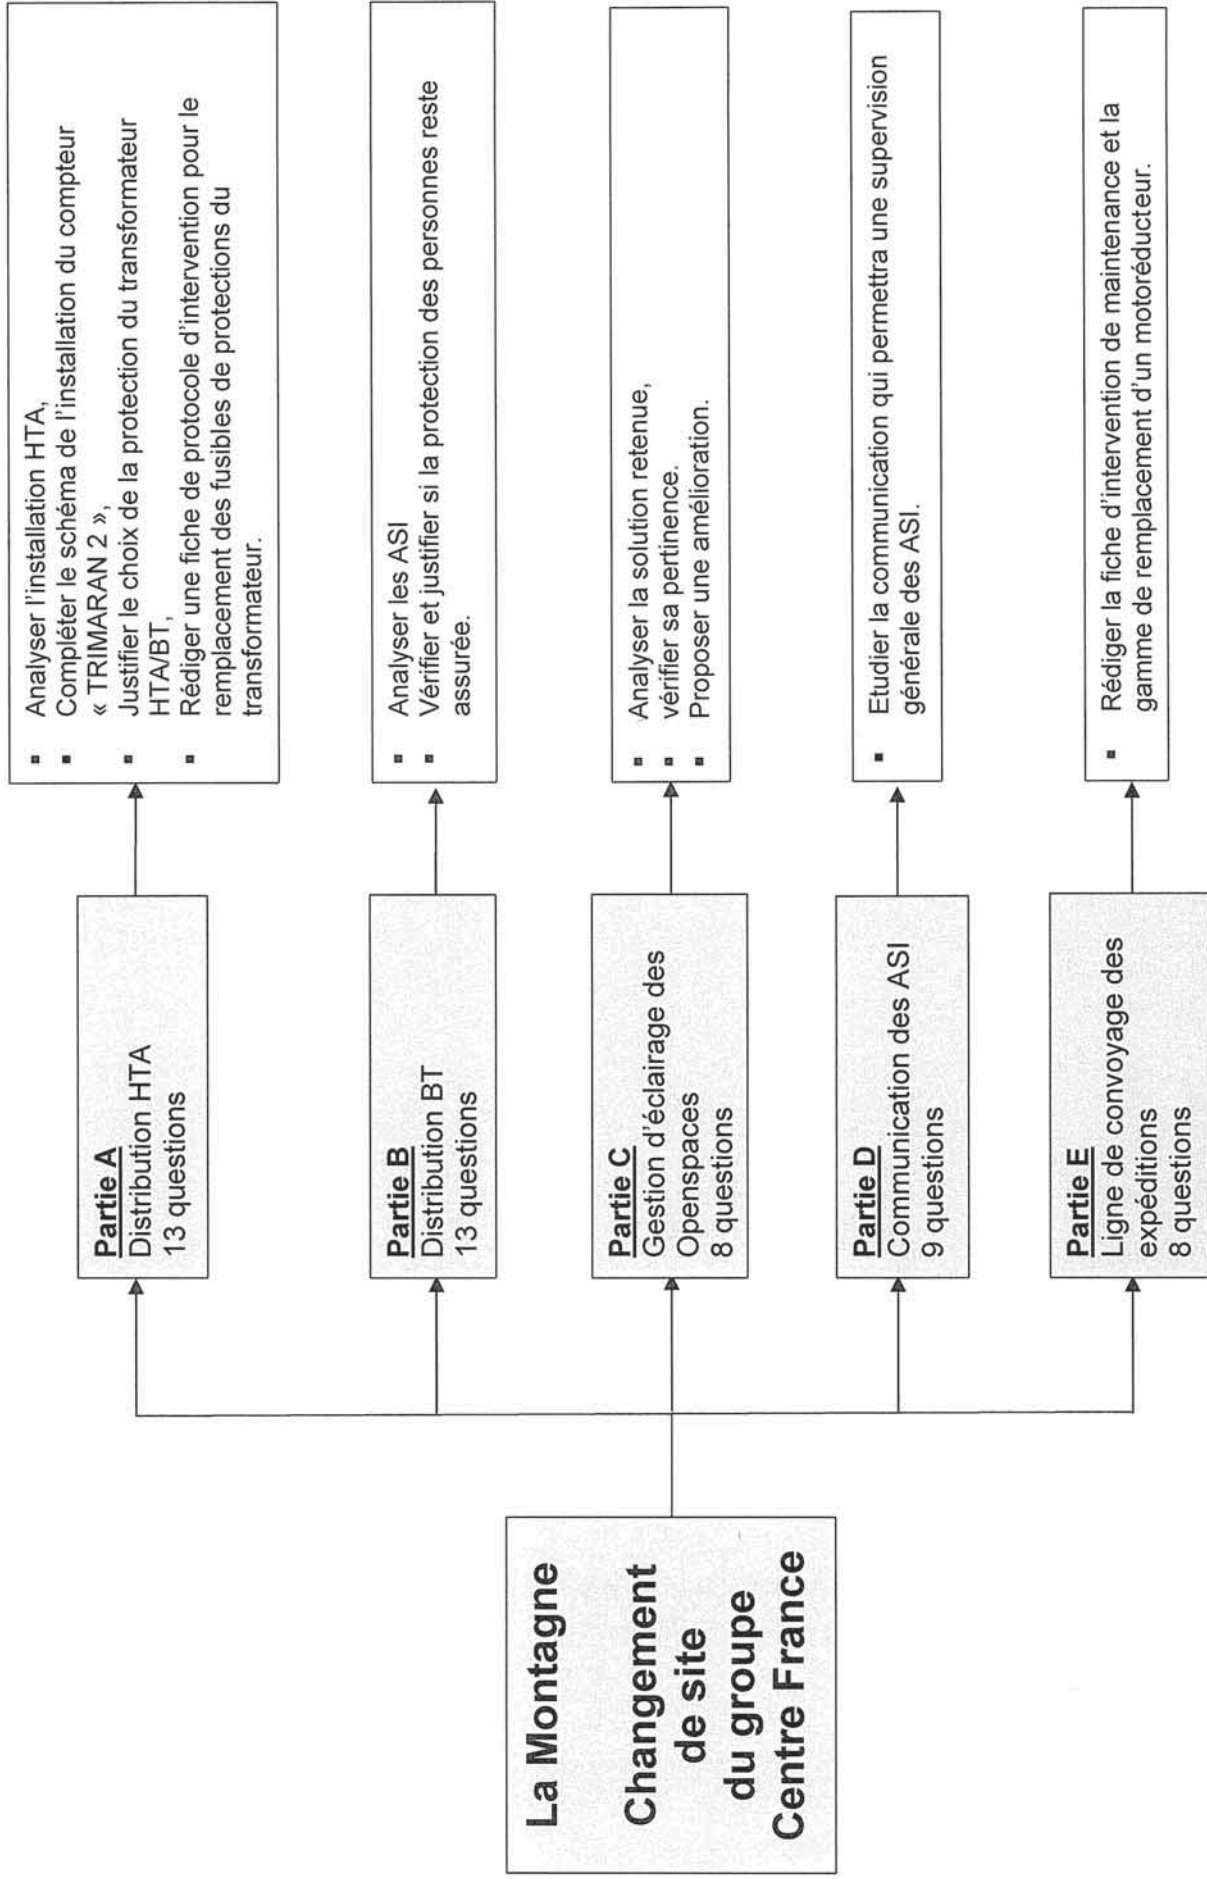 La Montagne
Changement
de site
du groupe
Centre France
Partie A
Distribution HTA
13 questions
▪ Analyser l'installation HTA,
▪ Compléter le schéma de l'installation du compteur
« TRIMARAN 2 »,
▪ Justifier le choix de la protection du transformateur
HTA/BT,
▪ Rédiger une fiche de protocole d'intervention pour le
remplacement des fusibles de protections du
transformateur.
Partie B
Distribution BT
13 questions
▪ Analyser les ASI
▪ Vérifier et justifier si la protection des personnes reste
assurée.
Partie C
Gestion d'éclairage des
Openspaces
8 questions
▪ Analyser la solution retenue,
▪ vérifier sa pertinence.
▪ Proposer une amélioration.
Partie D
Communication des ASI
9 questions
▪ Etudier la communication qui permettra une supervision
générale des ASI.
Partie E
Ligne de convoyage des
expéditions
8 questions
▪ Rédiger la fiche d'intervention de maintenance et la
gamme de remplacement d'un motoréducteur.